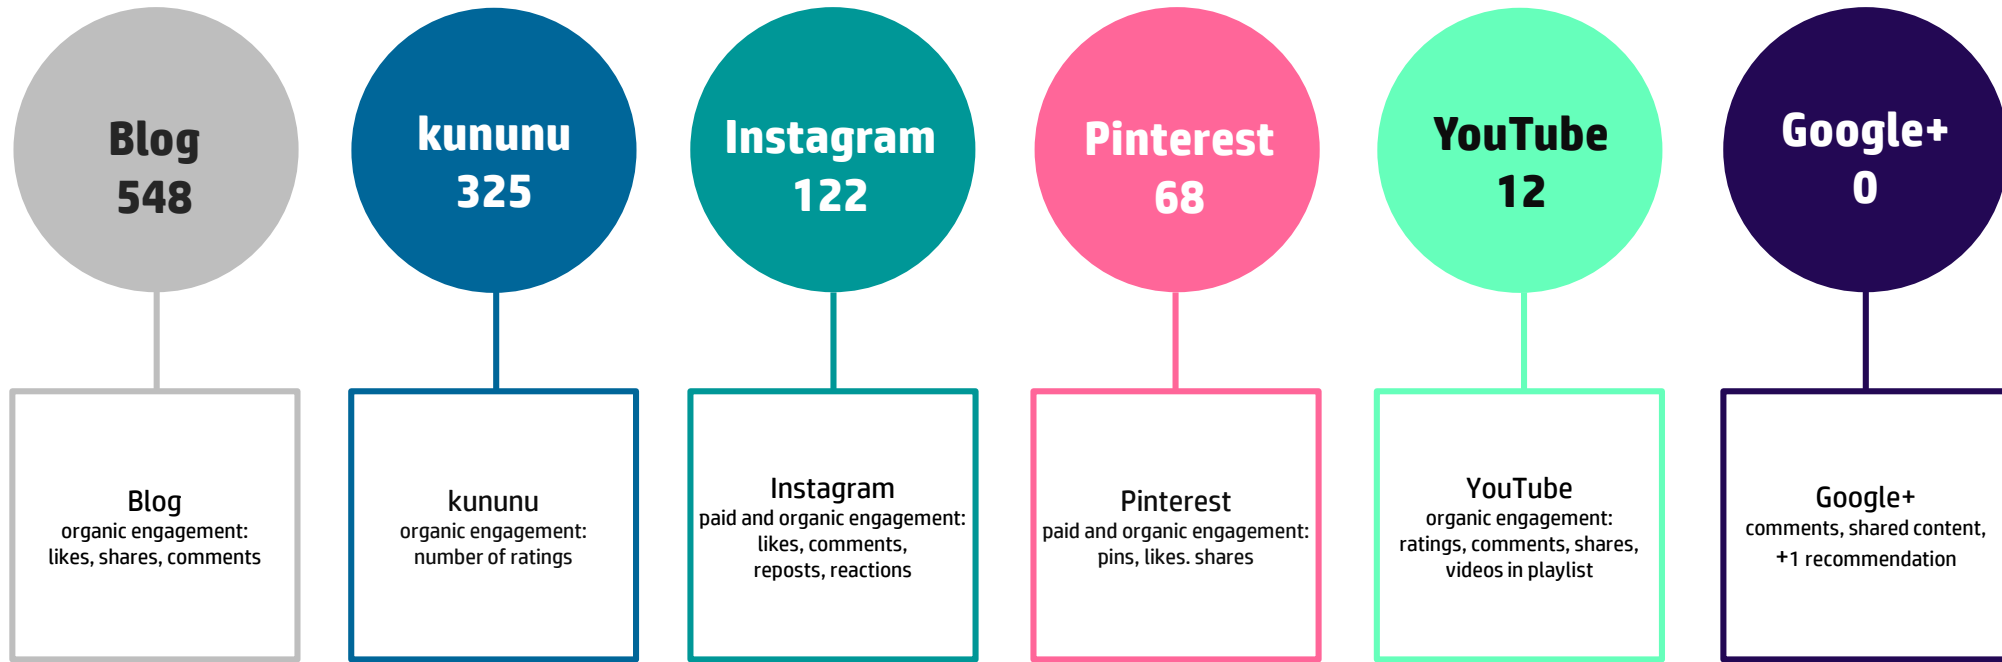 Blog
548
kununu
325
Instagram
122
Pinterest
68
YouTube
12
Google+
0
Blog
organic engagement:
likes, shares, comments
kununu
organic engagement:
number of ratings
Instagram
paid and organic engagement:
likes, comments,
reposts, reactions
Pinterest
paid and organic engagement:
pins, likes. shares
YouTube
organic engagement:
ratings, comments, shares,
videos in playlist
Google+
comments, shared content,
+1 recommendation